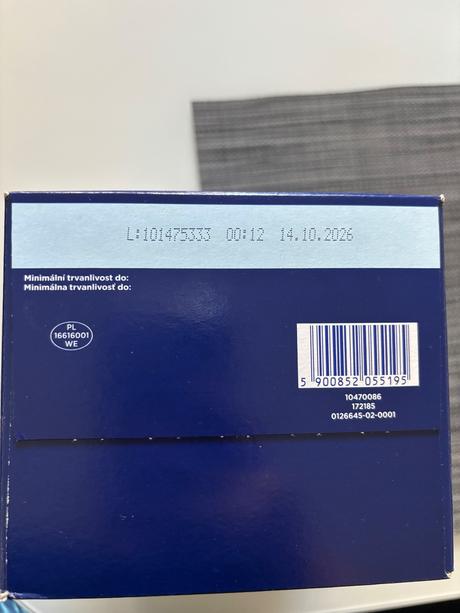 L:101475333 00:12 14.10.2026
Minimální trvanlivost do:
Minimálna trvanlivosť do:
PL
16616001
WE
5 900852 055195
10470086
172185
0126645-02-0001